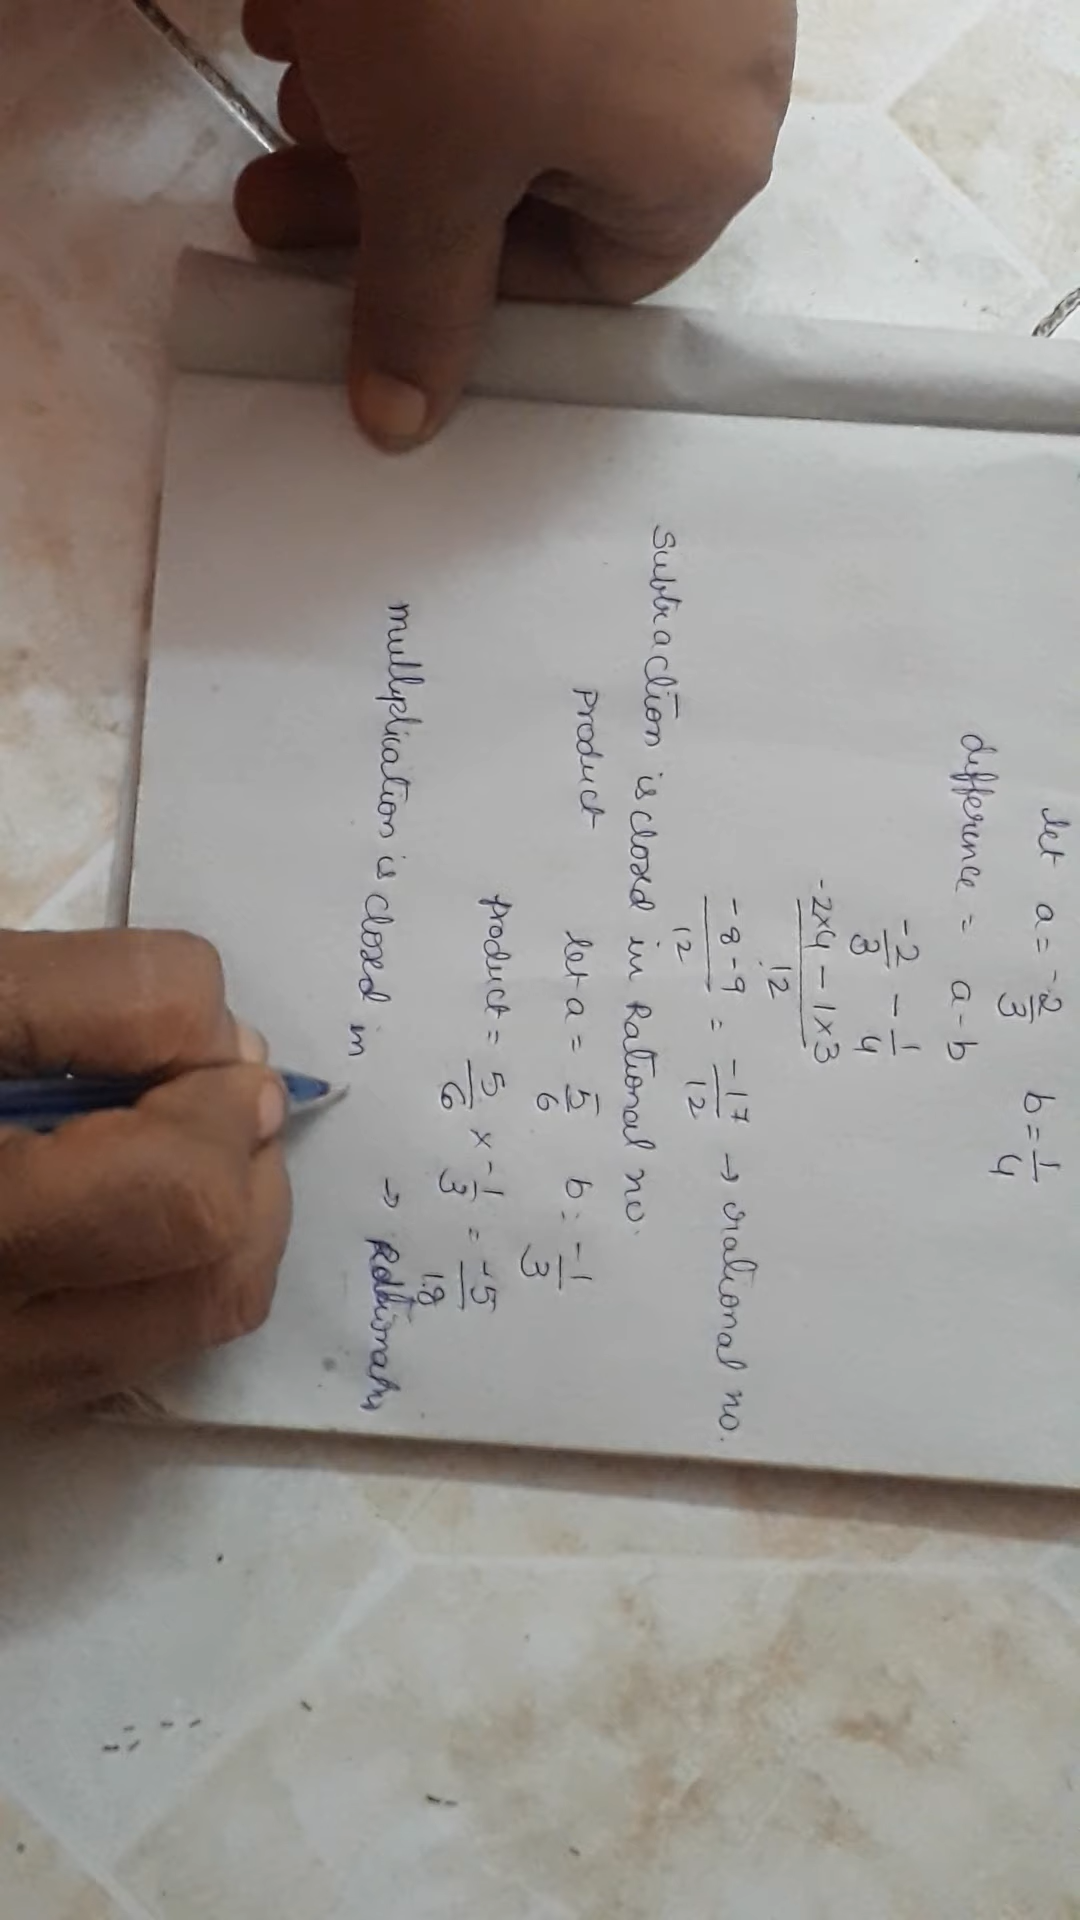 let a = -2/3 b = 1/4
difference = a - b
-2/3 - 1/4
-2×4 - 1×3
12
-8-9/12 = -17/12 → rational no.
Subtraction is closed in Rational no.
Product let a = 5/6 b = -1/3
Product = 5/6 × -1/3 = -5/18
→ Rational
multiplication is closed in